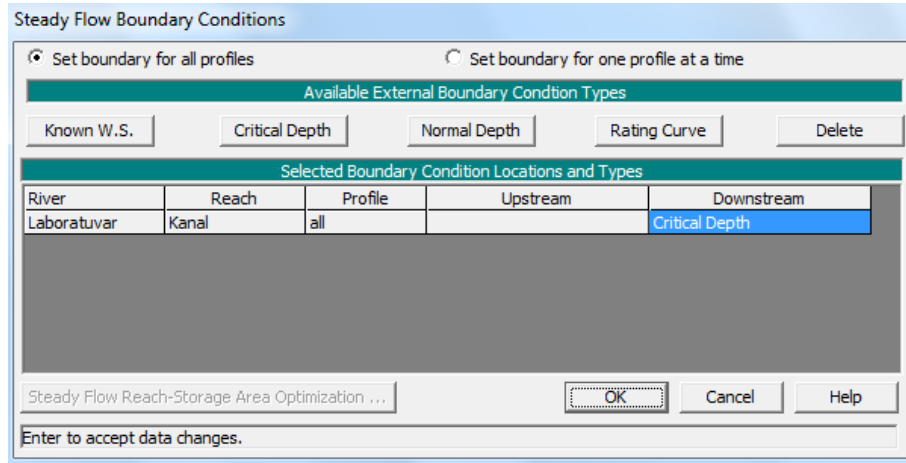 Steady Flow Boundary Conditions
Set boundary for all profiles Set boundary for one profile at a time
Available External Boundary Condtion Types
Known W.S. Critical Depth Normal Depth Rating Curve Delete
Selected Boundary Condition Locations and Types
River Reach Profile Upstream Downstream
Laboratuvar Kanal all Critical Depth
Steady Flow Reach-Storage Area Optimization ... OK Cancel Help
Enter to accept data changes.